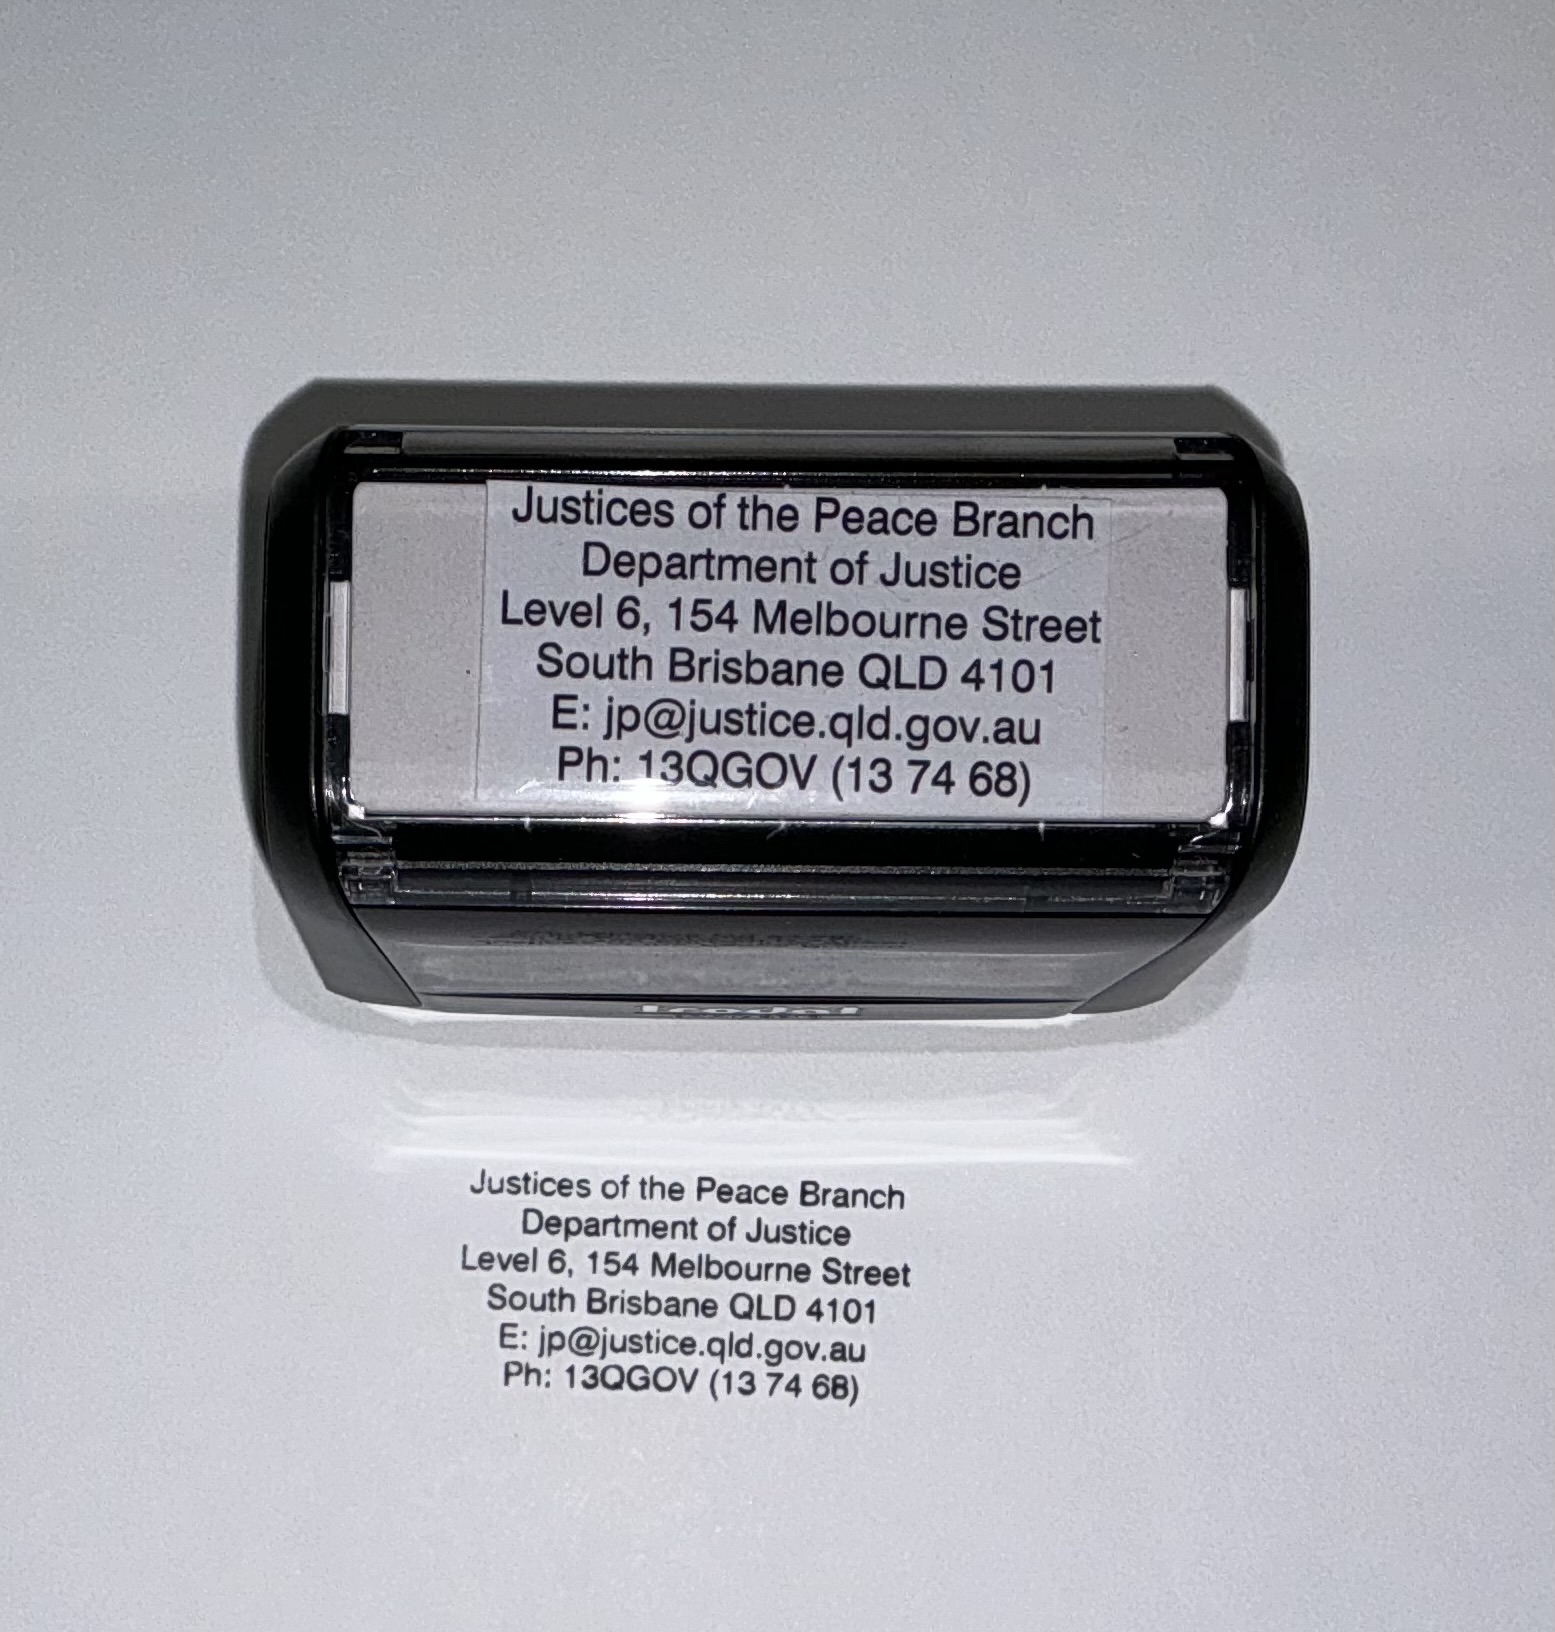 Justices of the Peace Branch
Department of Justice
Level 6, 154 Melbourne Street
South Brisbane QLD 4101
E: jp@justice.qld.gov.au
Ph: 13QGOV (13 74 68)
trodat
Justices of the Peace Branch
Department of Justice
Level 6, 154 Melbourne Street
South Brisbane QLD 4101
E: jp@justice.qld.gov.au
Ph: 13QGOV (13 74 68)